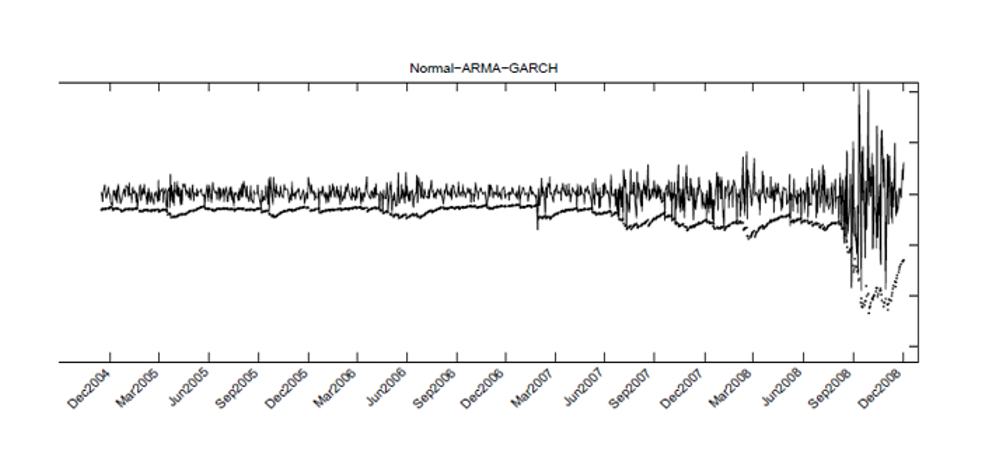 Normal-ARMA-GARCH
Dec2004
Mar2005
Jun2005
Sep2005
Dec2005
Mar2006
Jun2006
Sep2006
Dec2006
Mar2007
Jun2007
Sep2007
Dec2007
Mar2008
Jun2008
Sep2008
Dec2008